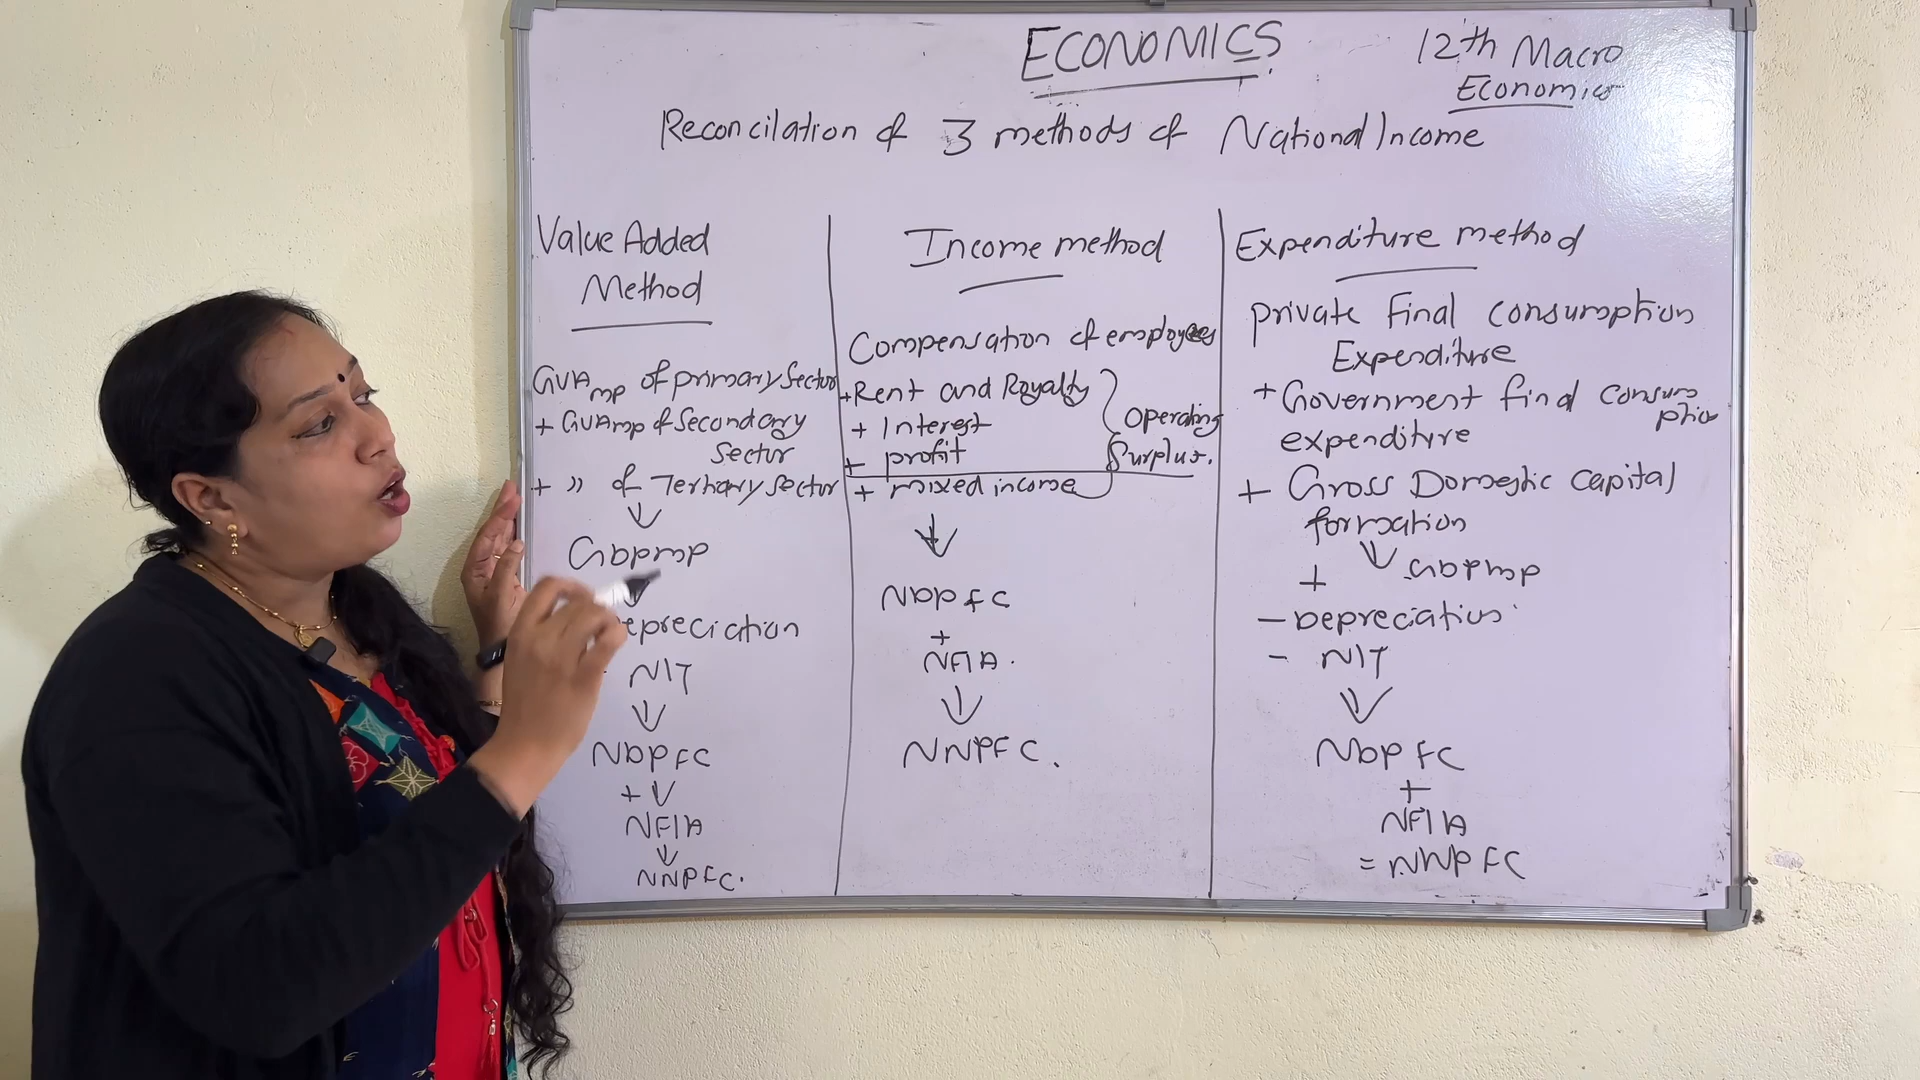 ECONOMICS
12th Macro
Economics
Reconcilation of 3 methods of National Income
Value Added
Method
GVAmp of primary Sector
+ GVAmp of Secondary
Sector
+ " of Tertiary Sector
GDPmp
epreciation
- NIT
NDPFC
+
NFIA
NNPFC.
Income method
Compensation of employees
+Rent and Royalty
+ Interest
+ profit
Operating
Surplus.
+ mixed income
NDPFC
+
NFIA.
NNPFC.
Expenditure method
private final consumption
Expenditure
+Government final consum
ption
expenditure
+ Gross Domestic capital
formation
+ GDPmp
- Depreciation
- NIT
NDPFC
+
NFIA
= NNPFC